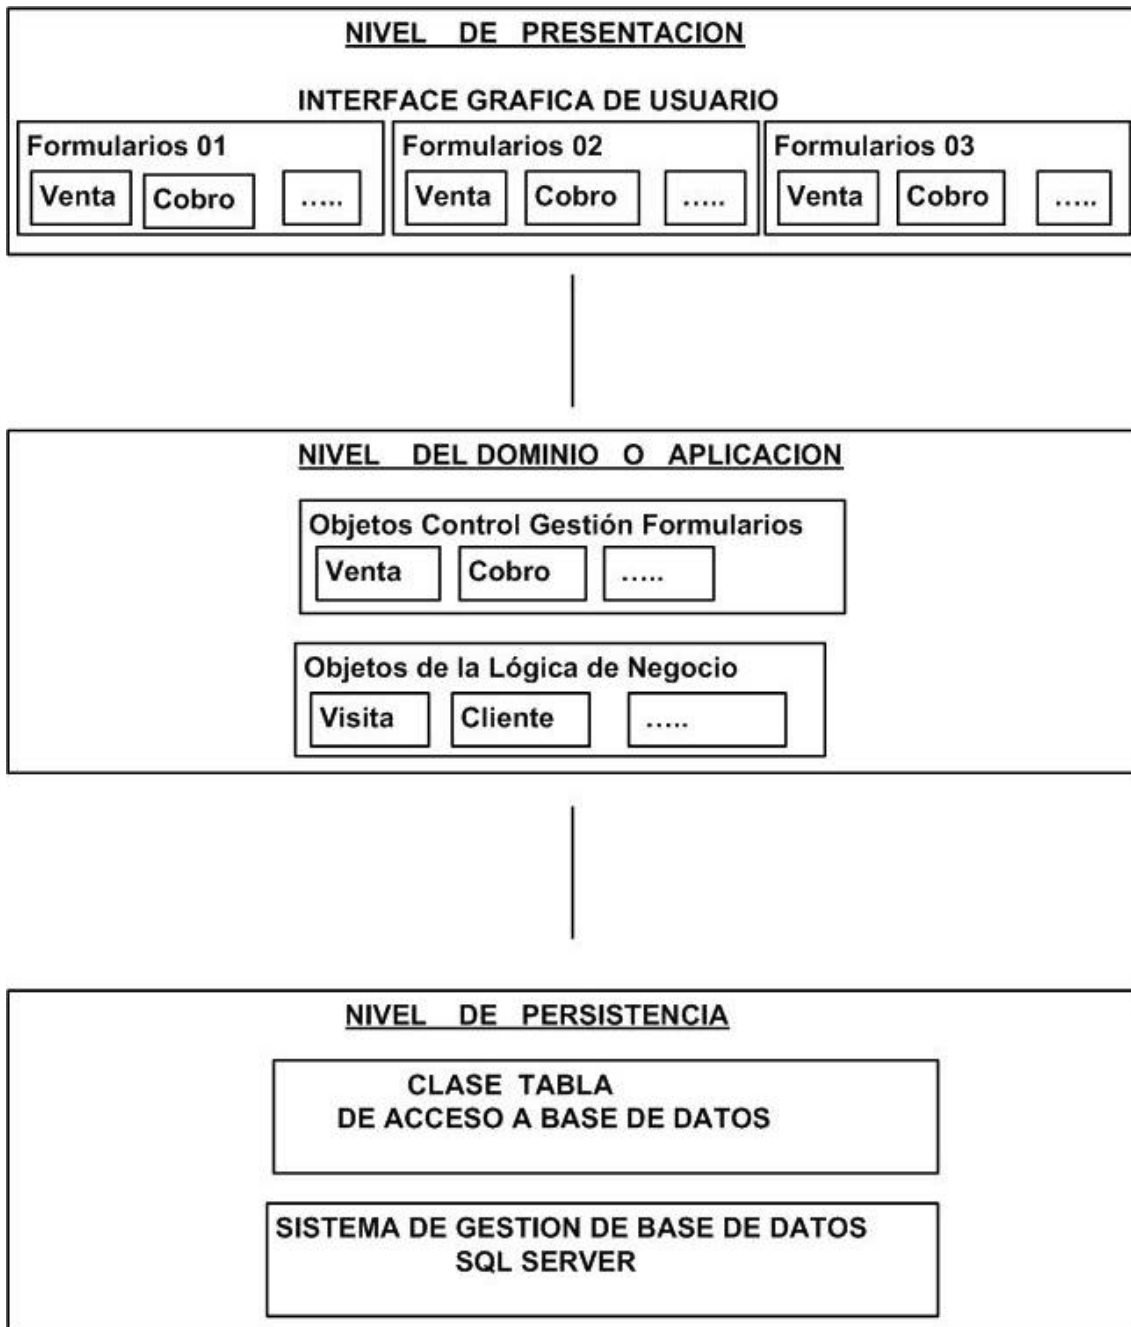 NIVEL DE PRESENTACION
INTERFACE GRAFICA DE USUARIO
Formularios 01
Venta Cobro .....
Formularios 02
Venta Cobro .....
Formularios 03
Venta Cobro .....
NIVEL DEL DOMINIO O APLICACION
Objetos Control Gestión Formularios
Venta Cobro .....
Objetos de la Lógica de Negocio
Visita Cliente .....
NIVEL DE PERSISTENCIA
CLASE TABLA
DE ACCESO A BASE DE DATOS
SISTEMA DE GESTION DE BASE DE DATOS
SQL SERVER